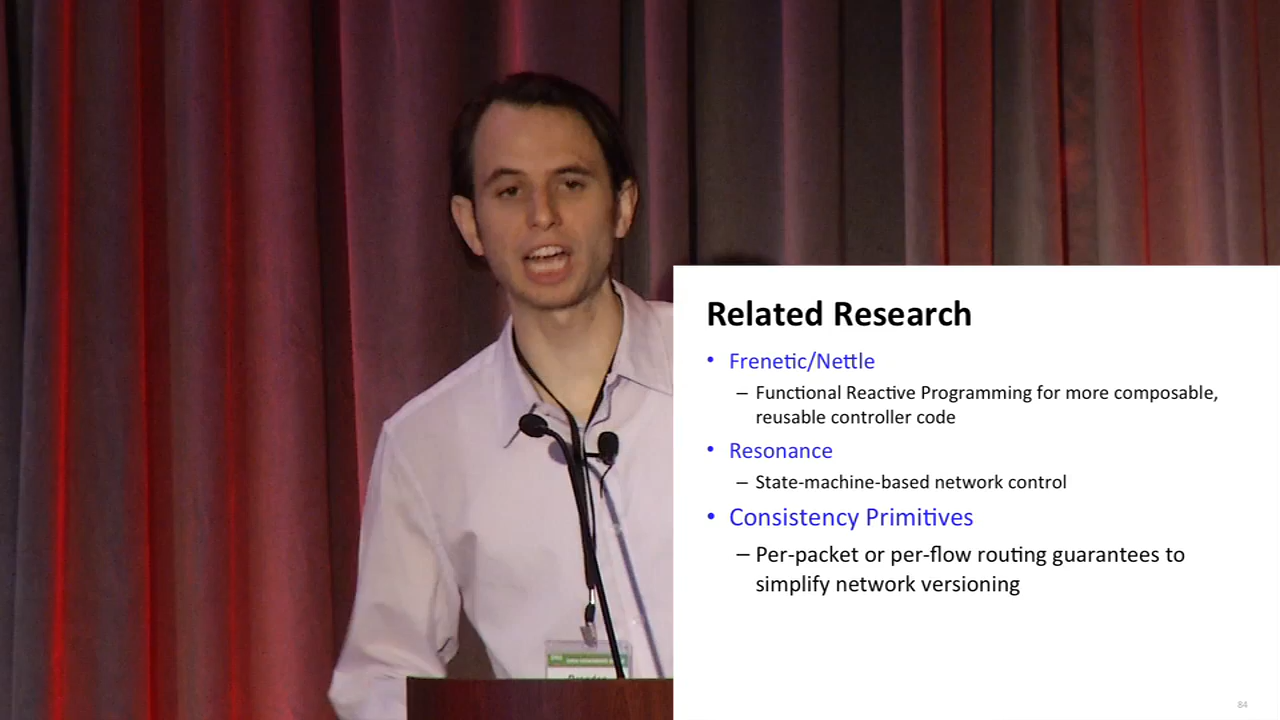 Related Research
• Frenetic/Nettle
– Functional Reactive Programming for more composable,
reusable controller code
• Resonance
– State-machine-based network control
• Consistency Primitives
– Per-packet or per-flow routing guarantees to
simplify network versioning
84